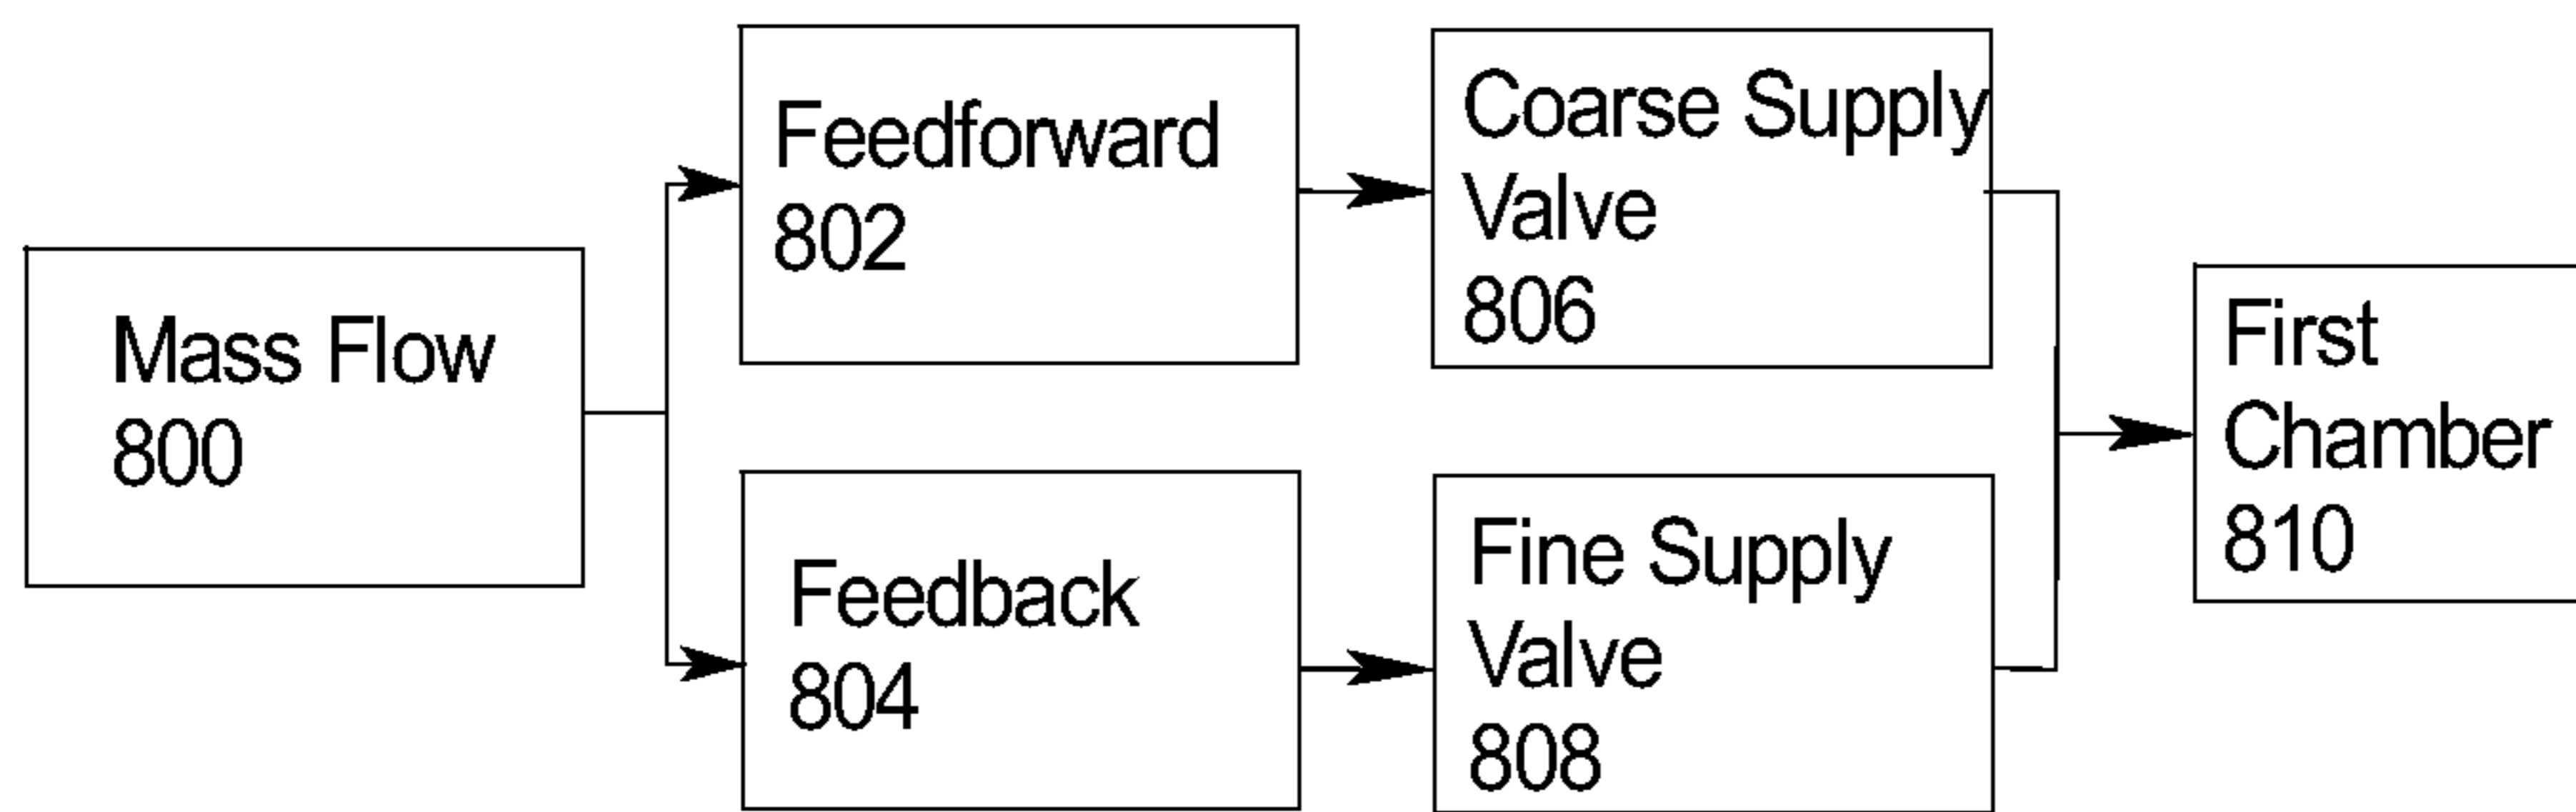 Mass Flow
800
Feedforward
802
Feedback
804
Coarse Supply
Valve
806
Fine Supply
Valve
808
First
Chamber
810